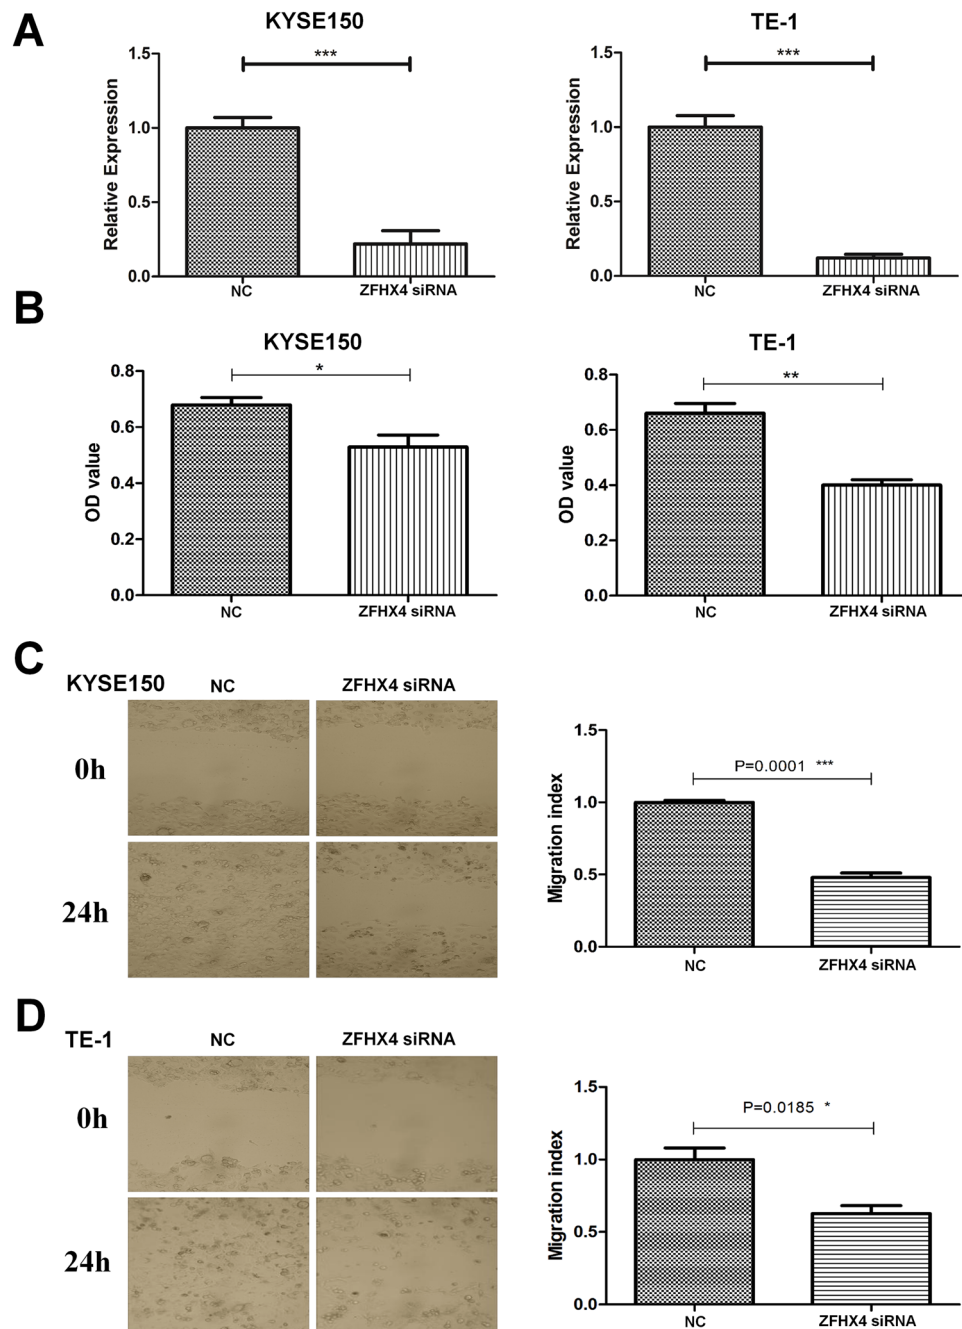 A
KYSE150
TE-1
Relative Expression
1.5
1.0
0.5
0.0
***
NC
ZFHX4 siRNA
Relative Expression
1.5
1.0
0.5
0.0
***
NC
ZFHX4 siRNA
B
KYSE150
TE-1
OD value
0.8
0.6
0.4
0.2
0.0
*
NC
ZFHX4 siRNA
OD value
0.8
0.6
0.4
0.2
0.0
**
NC
ZFHX4 siRNA
C
KYSE150
NC
ZFHX4 siRNA
0h
24h
Migration index
1.5
1.0
0.5
0.0
P=0.0001 ***
NC
ZFHX4 siRNA
D
TE-1
NC
ZFHX4 siRNA
0h
24h
Migration index
1.5
1.0
0.5
0.0
P=0.0185 *
NC
ZFHX4 siRNA